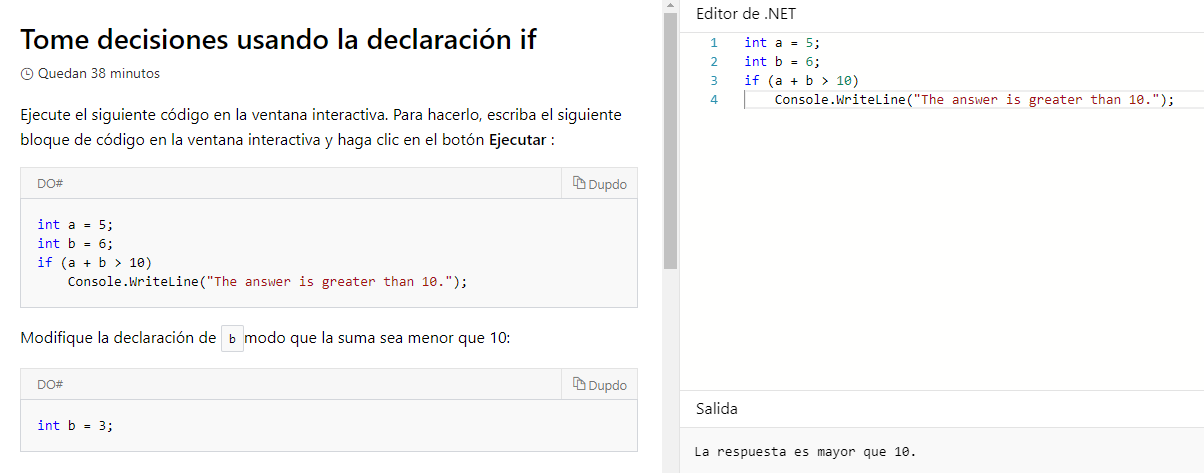 Tome decisiones usando la declaración if
Quedan 38 minutos
Ejecute el siguiente código en la ventana interactiva. Para hacerlo, escriba el siguiente
bloque de código en la ventana interactiva y haga clic en el botón Ejecutar :
DO#
Dupdo
int a = 5;
int b = 6;
if (a + b > 10)
    Console.WriteLine("The answer is greater than 10.");
Modifique la declaración de b modo que la suma sea menor que 10:
DO#
Dupdo
int b = 3;
Editor de .NET
1 int a = 5;
2 int b = 6;
3 if (a + b > 10)
4     Console.WriteLine("The answer is greater than 10.");
Salida
La respuesta es mayor que 10.